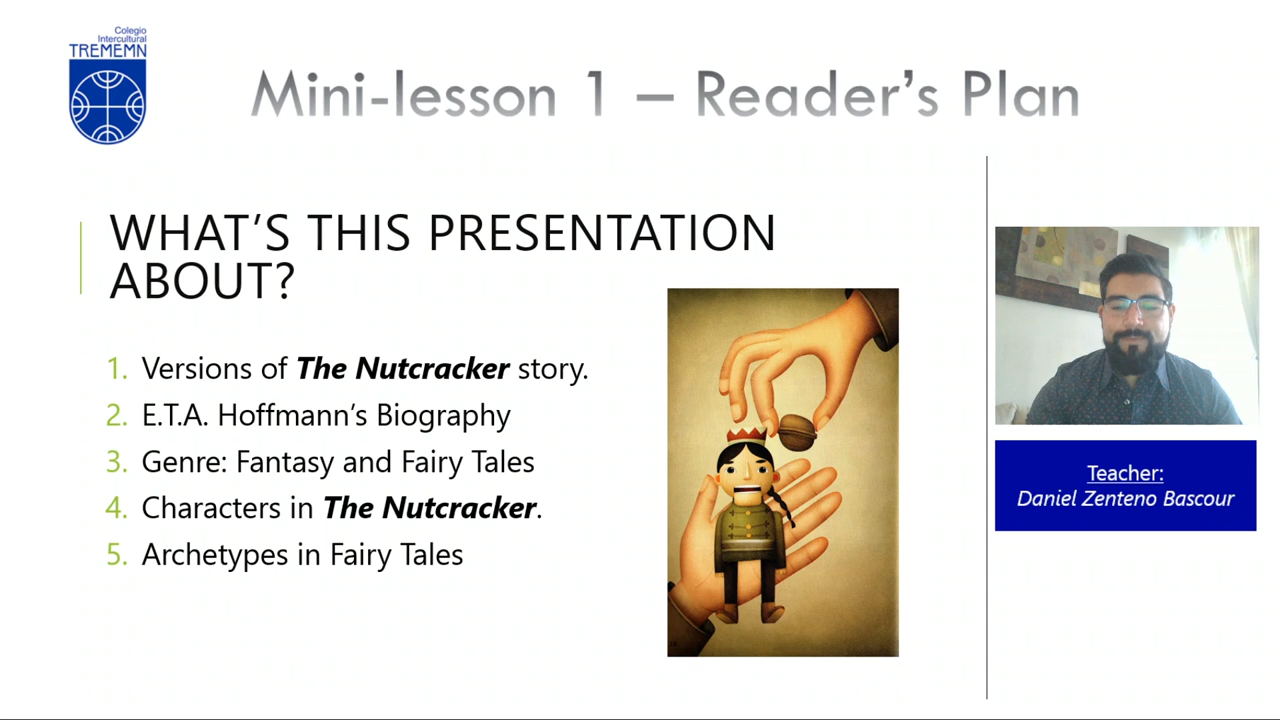 Colegio
Intercultural
TREMEMN
Mini-lesson 1 – Reader's Plan
WHAT'S THIS PRESENTATION
ABOUT?
1. Versions of The Nutcracker story.
2. E.T.A. Hoffmann's Biography
3. Genre: Fantasy and Fairy Tales
4. Characters in The Nutcracker.
5. Archetypes in Fairy Tales
Teacher:
Daniel Zenteno Bascour